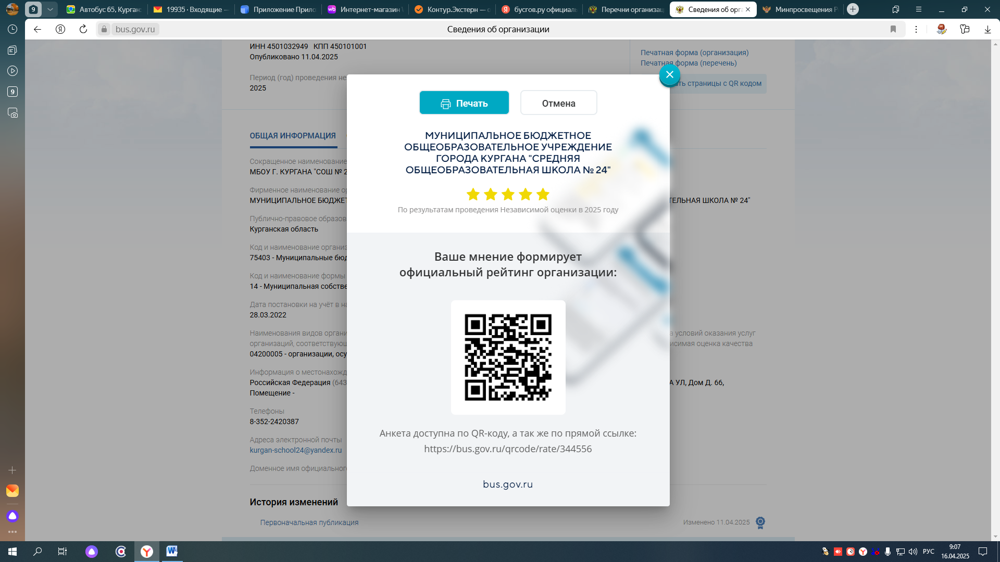 9
Автобус 65, Курган:
19935 · Входящие —
Приложение Прило
Интернет-магазин
Контур.Экстерн — о
бусгов.ру официаль
Перечни организац
Сведения об орга
Минпросвещения Р
bus.gov.ru
Сведения об организации
9
ИНН 4501032949 КПП 450101001
Опубликовано 11.04.2025
Печатная форма (организация)
Печатная форма (перечень)
Период (год) проведения не
2025
ть страницы с QR кодом
Печать
Отмена
МУНИЦИПАЛЬНОЕ БЮДЖЕТНОЕ
ОБЩЕОБРАЗОВАТЕЛЬНОЕ УЧРЕЖДЕНИЕ
ГОРОДА КУРГАНА "СРЕДНЯЯ
ОБЩЕОБРАЗОВАТЕЛЬНАЯ ШКОЛА № 24"
По результатам проведения Независимой оценки в 2025 году
Ваше мнение формирует
официальный рейтинг организации:
Анкета доступна по QR-коду, а так же по прямой ссылке:
https://bus.gov.ru/qrcode/rate/344556
bus.gov.ru
ОБЩАЯ ИНФОРМАЦИЯ
Сокращенное наименование
МБОУ Г. КУРГАНА "СОШ № 2
Фирменное наименование ор
МУНИЦИПАЛЬНОЕ БЮДЖЕТ
ТЕЛЬНАЯ ШКОЛА № 24"
Публично-правовое образов
Курганская область
Код и наименование организ
75403 - Муниципальные бюд
Код и наименование формы
14 - Муниципальная собстве
Дата постановки на учёт в на
28.03.2022
Наименования видов органи
а условий оказания услуг
организаций, соответствующ
исимая оценка качества
04200005 - организации, осу
Информация о местонахожд
Российская Федерация (643
А УЛ, Дом Д. 66,
Помещение -
Телефоны
8-352-2420387
Адреса электронной почты
kurgan-school24@yandex.ru
Доменное имя официального
История изменений
Первоначальная публикация
Изменено 11.04.2025
РУС
9:07
16.04.2025